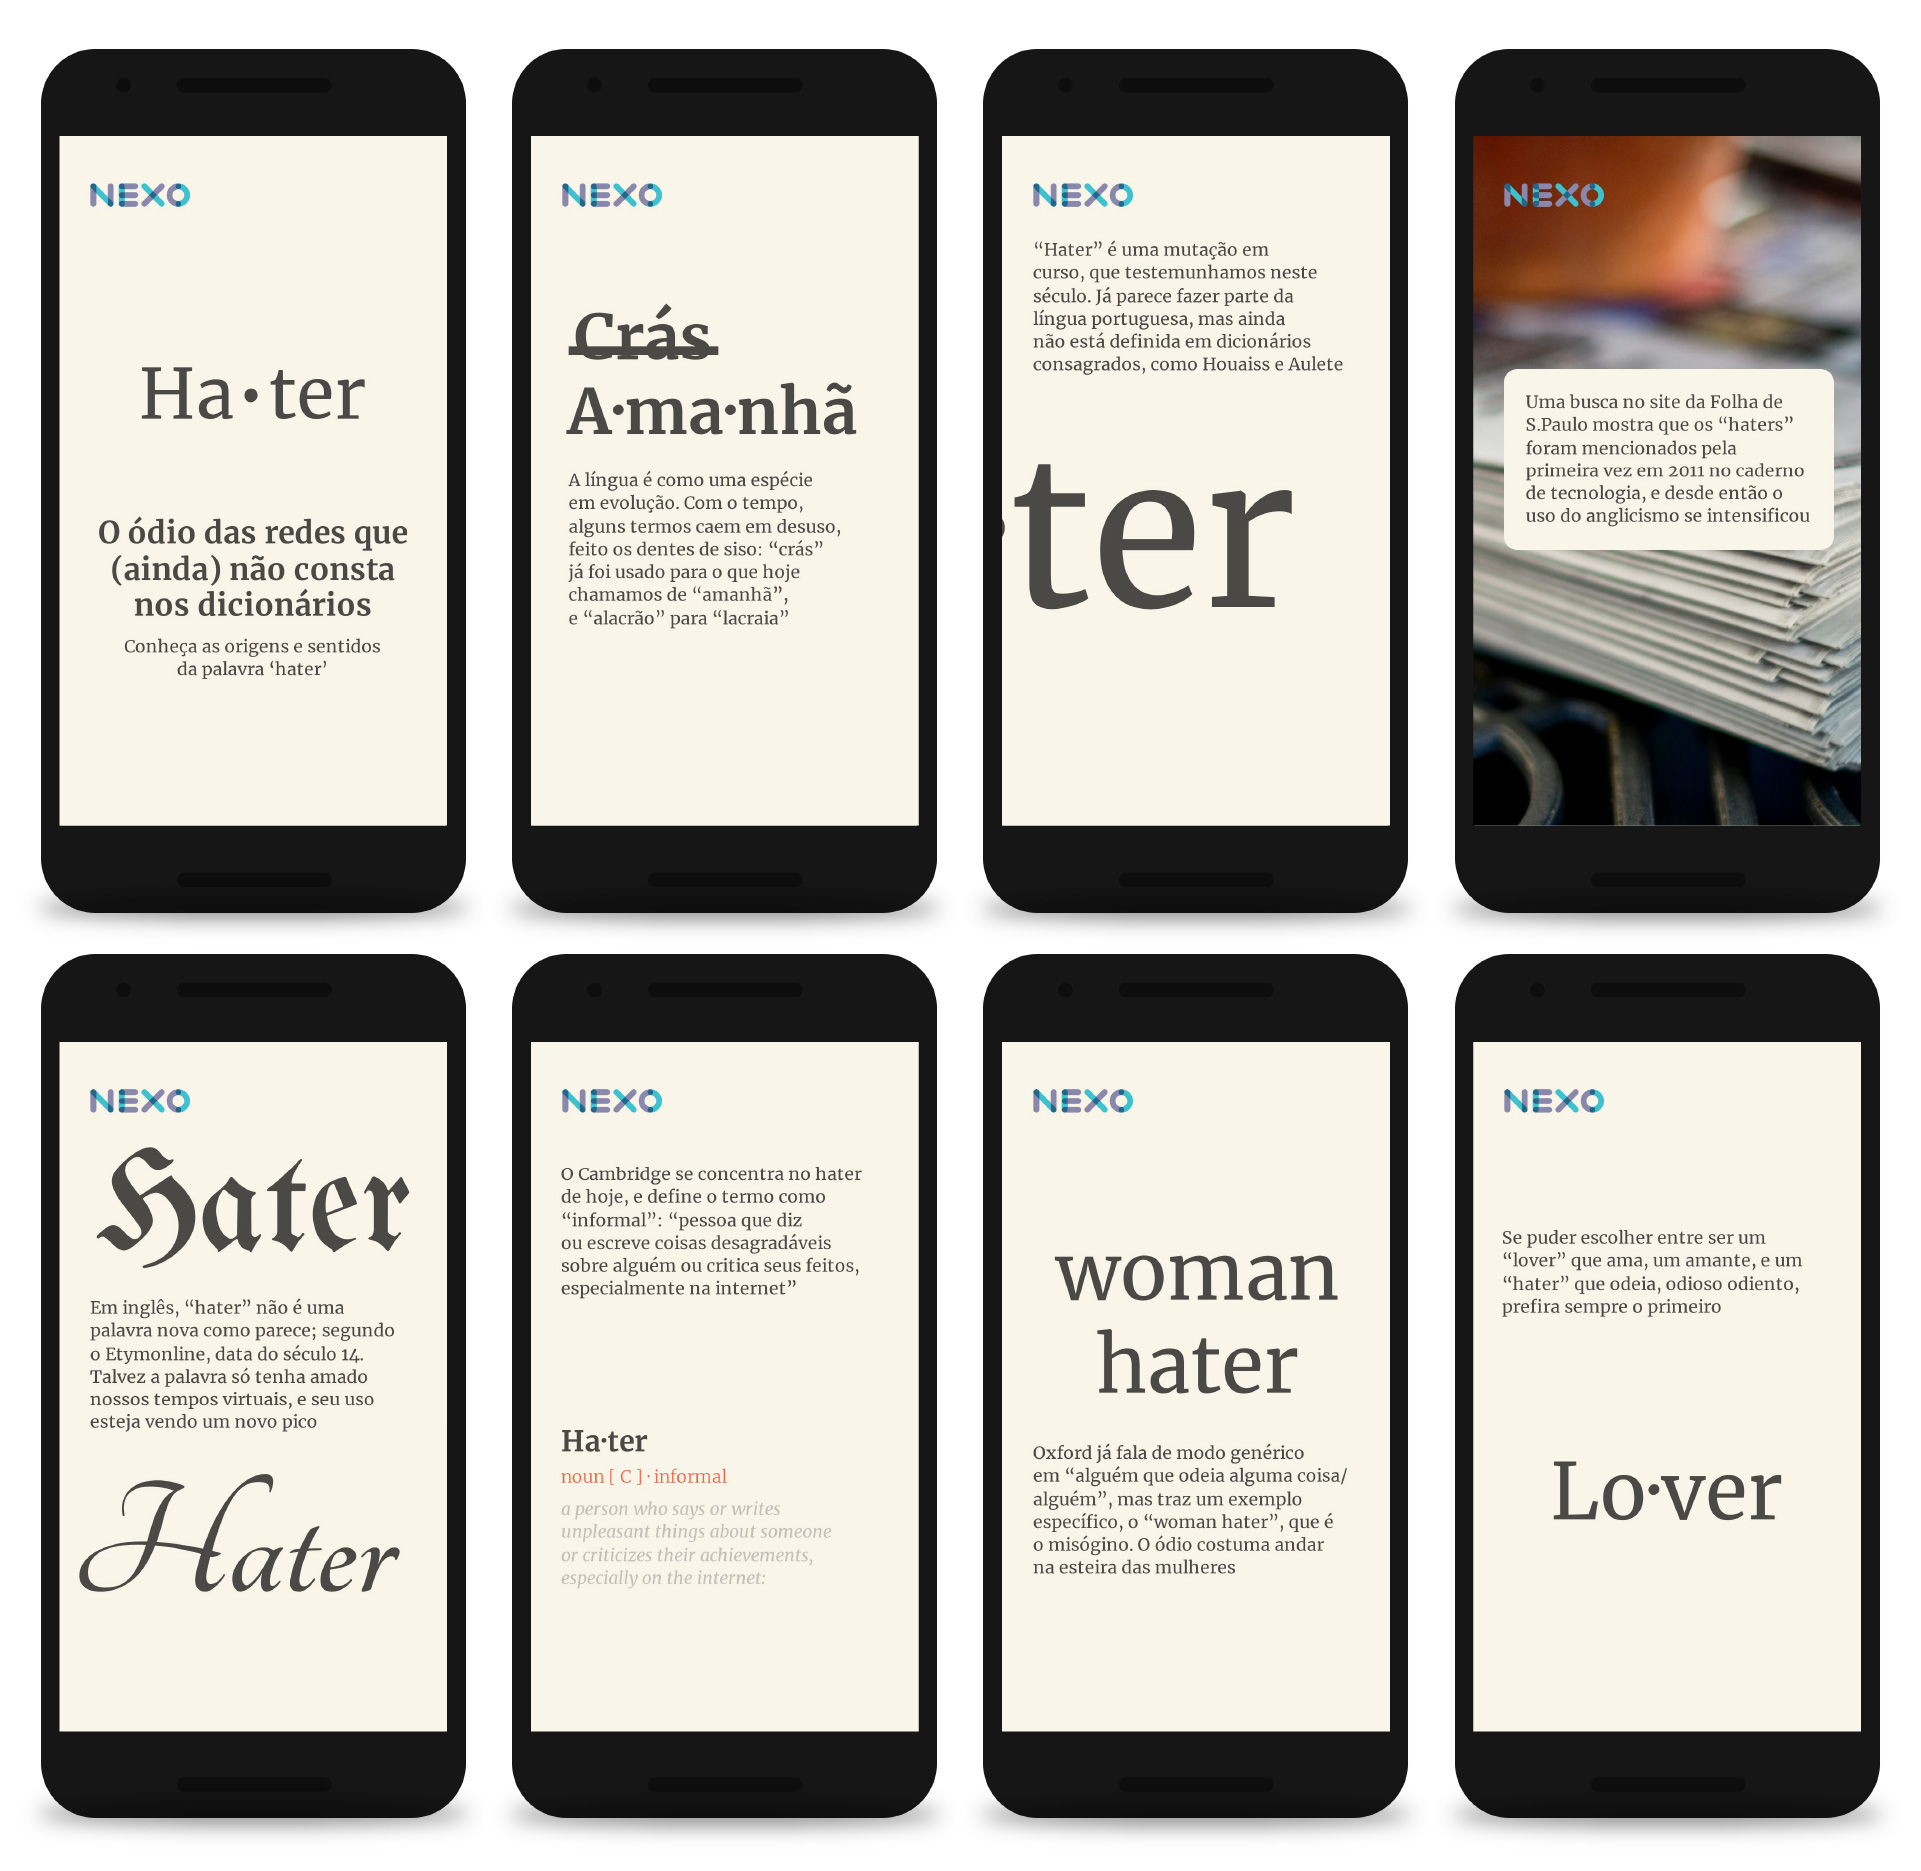 NEXO
Ha·ter
O ódio das redes que
(ainda) não consta
nos dicionários
Conheça as origens e sentidos
da palavra ‘hater’
NEXO
Crás
A·ma·nhã
A língua é como uma espécie
em evolução. Com o tempo,
alguns termos caem em desuso,
feito os dentes de siso: “crás”
já foi usado para o que hoje
chamamos de “amanhã”,
e “alacrão” para “lacraia”
NEXO
“Hater” é uma mutação em
curso, que testemunhamos neste
século. Já parece fazer parte da
língua portuguesa, mas ainda
não está definida em dicionários
consagrados, como Houaiss e Aulete
·ter
NEXO
Uma busca no site da Folha de
S.Paulo mostra que os “haters”
foram mencionados pela
primeira vez em 2011 no caderno
de tecnologia, e desde então o
uso do anglicismo se intensificou
NEXO
Hater
Em inglês, “hater” não é uma
palavra nova como parece; segundo
o Etymonline, data do século 14.
Talvez a palavra só tenha amado
nossos tempos virtuais, e seu uso
esteja vendo um novo pico
Hater
NEXO
O Cambridge se concentra no hater
de hoje, e define o termo como
“informal”: “pessoa que diz
ou escreve coisas desagradáveis
sobre alguém ou critica seus feitos,
especialmente na internet”
Ha·ter
noun [ C ] · informal
a person who says or writes
unpleasant things about someone
or criticizes their achievements,
especially on the internet:
NEXO
woman
hater
Oxford já fala de modo genérico
em “alguém que odeia alguma coisa/
alguém”, mas traz um exemplo
específico, o “woman hater”, que é
o misógino. O ódio costuma andar
na esteira das mulheres
NEXO
Se puder escolher entre ser um
“lover” que ama, um amante, e um
“hater” que odeia, odioso odiento,
prefira sempre o primeiro
Lo·ver